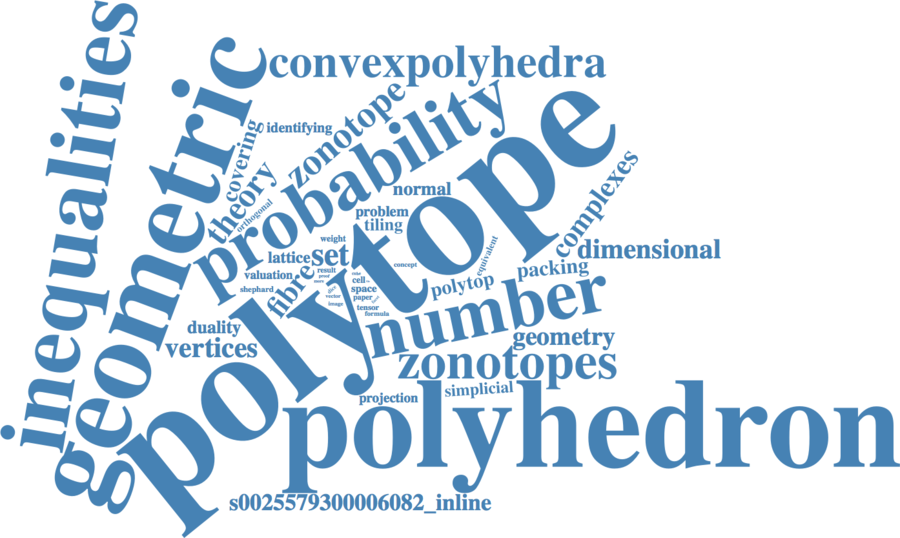 inequalities
geometric
convexpolyhedra
identifying
covering
zonotope
probability
theory
orthogonal
normal
problem
tiling
polytope
complexes
dimensional
weight
lattice
set
valuation
result
concept
equivalent
packing
shephard
fibre
cell
space
paper
vector
image
tensor
formula
polytop
number
duality
vertices
geometry
zonotopes
projection
simplicial
polyhedron
s0025579300006082_inline